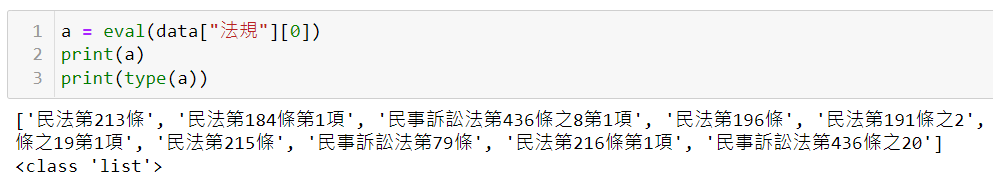 1 a = eval(data["法規"][0])
2 print(a)
3 print(type(a))
['民法第213條', '民法第184條第1項', '民事訴訟法第436條之8第1項', '民法第196條', '民法第191條之2',
條之19第1項', '民法第215條', '民事訴訟法第79條', '民法第216條第1項', '民事訴訟法第436條之20']
<class 'list'>